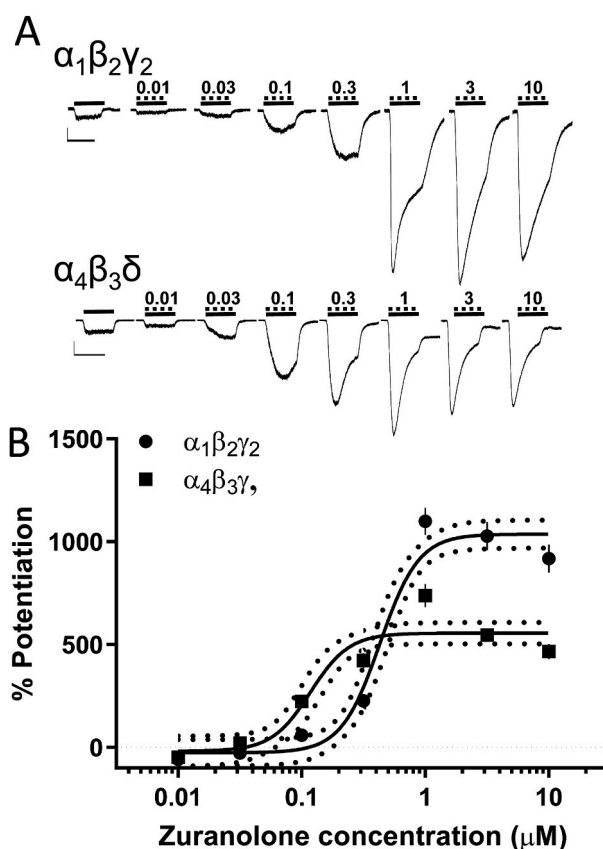 A
α₁β₂γ₂
0.01 0.03 0.1 0.3 1 3 10
α₄β₃δ
0.01 0.03 0.1 0.3 1 3 10
B
α₁β₂γ₂
α₄β₃γ,
1500
1000
500
0
% Potentiation
0.01 0.1 1 10
Zuranolone concentration (μM)